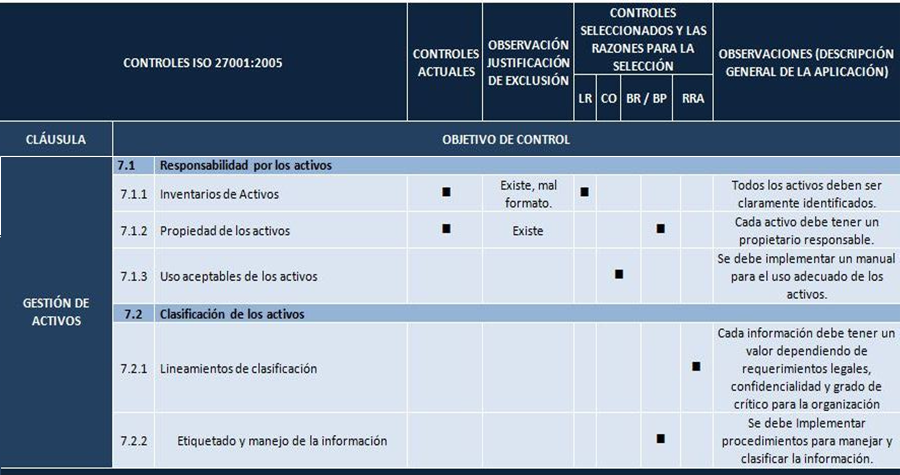 CONTROLES ISO 27001:2005
CONTROLES
ACTUALES
OBSERVACIÓN
JUSTIFICACIÓN
DE EXCLUSIÓN
CONTROLES
SELECCIONADOS Y LAS
RAZONES PARA LA
SELECCIÓN
LR CO BR / BP RRA
OBSERVACIONES (DESCRIPCIÓN
GENERAL DE LA APLICACIÓN)
CLÁUSULA
OBJETIVO DE CONTROL
GESTIÓN DE
ACTIVOS
7.1 Responsabilidad por los activos
7.1.1 Inventarios de Activos ■
Existe, mal
formato.
■
Todos los activos deben ser
claramente identificados.
7.1.2 Propiedad de los activos ■ Existe ■
Cada activo debe tener un
propietario responsable.
7.1.3 Uso aceptables de los activos ■
Se debe implementar un manual
para el uso adecuado de los
activos.
7.2 Clasificación de los activos
7.2.1 Lineamientos de clasificación ■
Cada información debe tener un
valor dependiendo de
requerimientos legales,
confidencialidad y grado de
crítico para la organización
7.2.2 Etiquetado y manejo de la información ■
Se debe Implementar
procedimientos para manejar y
clasificar la información.